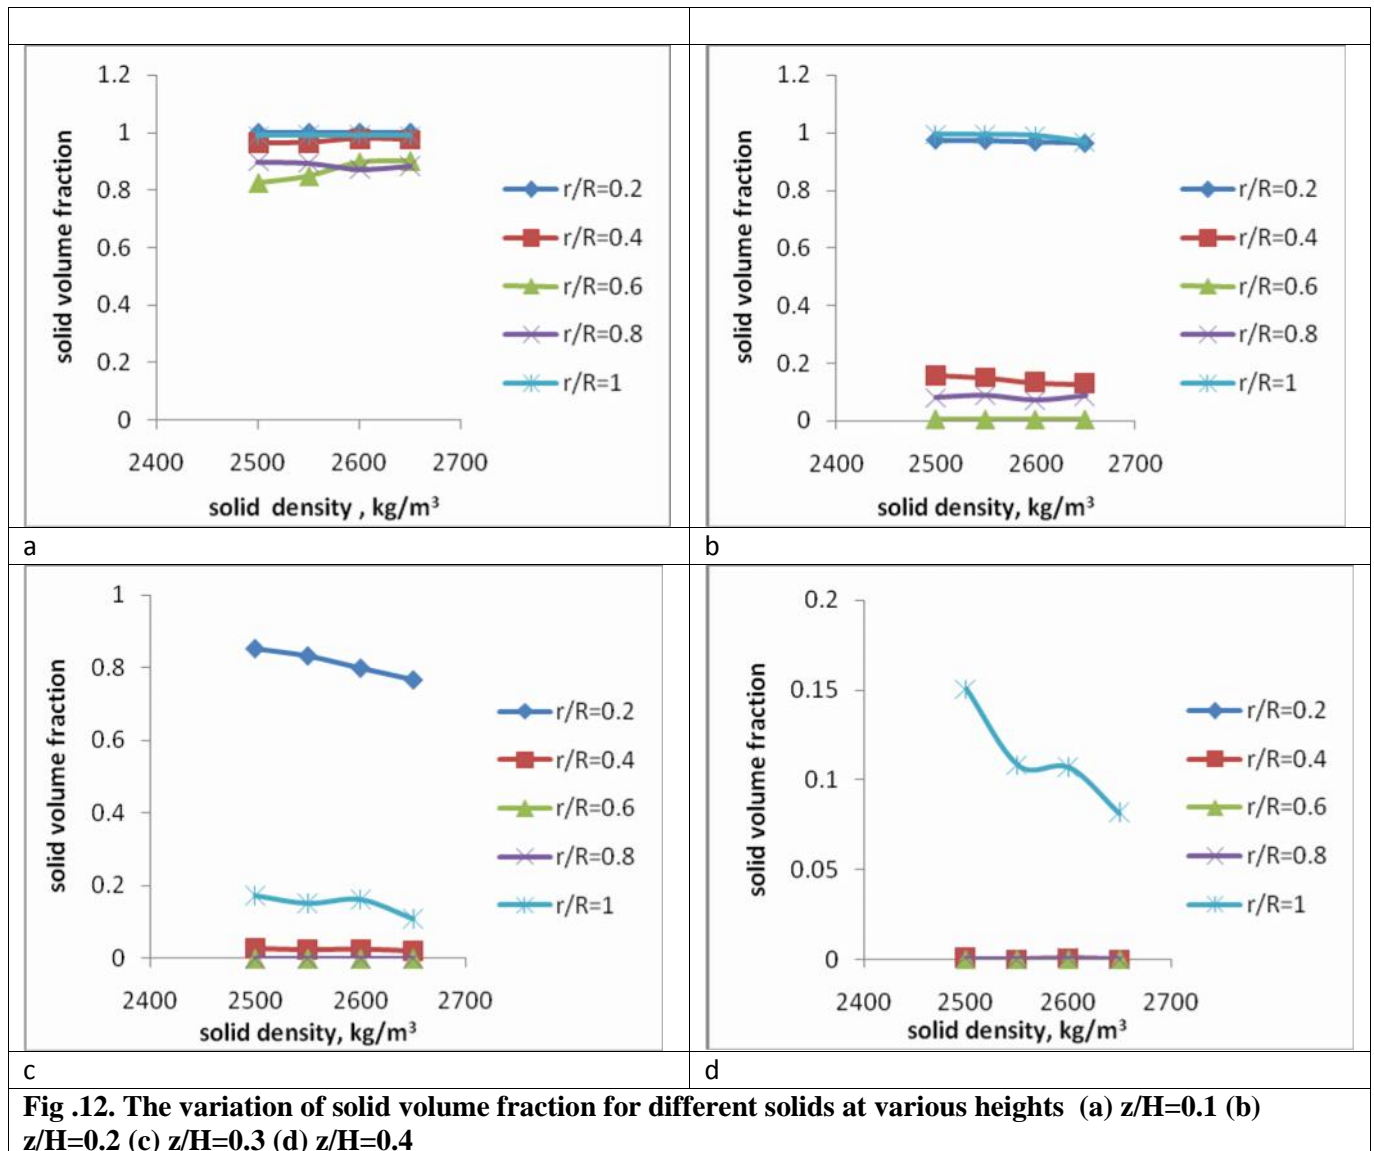 1.2
1
0.8
0.6
0.4
0.2
0
2400 2500 2600 2700
solid volume fraction
solid density , kg/m³
r/R=0.2
r/R=0.4
r/R=0.6
r/R=0.8
r/R=1
1.2
1
0.8
0.6
0.4
0.2
0
2400 2500 2600 2700
solid volume fraction
solid density, kg/m³
r/R=0.2
r/R=0.4
r/R=0.6
r/R=0.8
r/R=1
a
b
1
0.8
0.6
0.4
0.2
0
2400 2500 2600 2700
solid volume fraction
solid density, kg/m³
r/R=0.2
r/R=0.4
r/R=0.6
r/R=0.8
r/R=1
0.2
0.15
0.1
0.05
0
2400 2500 2600 2700
solid volume fraction
solid density, kg/m³
r/R=0.2
r/R=0.4
r/R=0.6
r/R=0.8
r/R=1
c
d
Fig .12. The variation of solid volume fraction for different solids at various heights (a) z/H=0.1 (b)
z/H=0.2 (c) z/H=0.3 (d) z/H=0.4